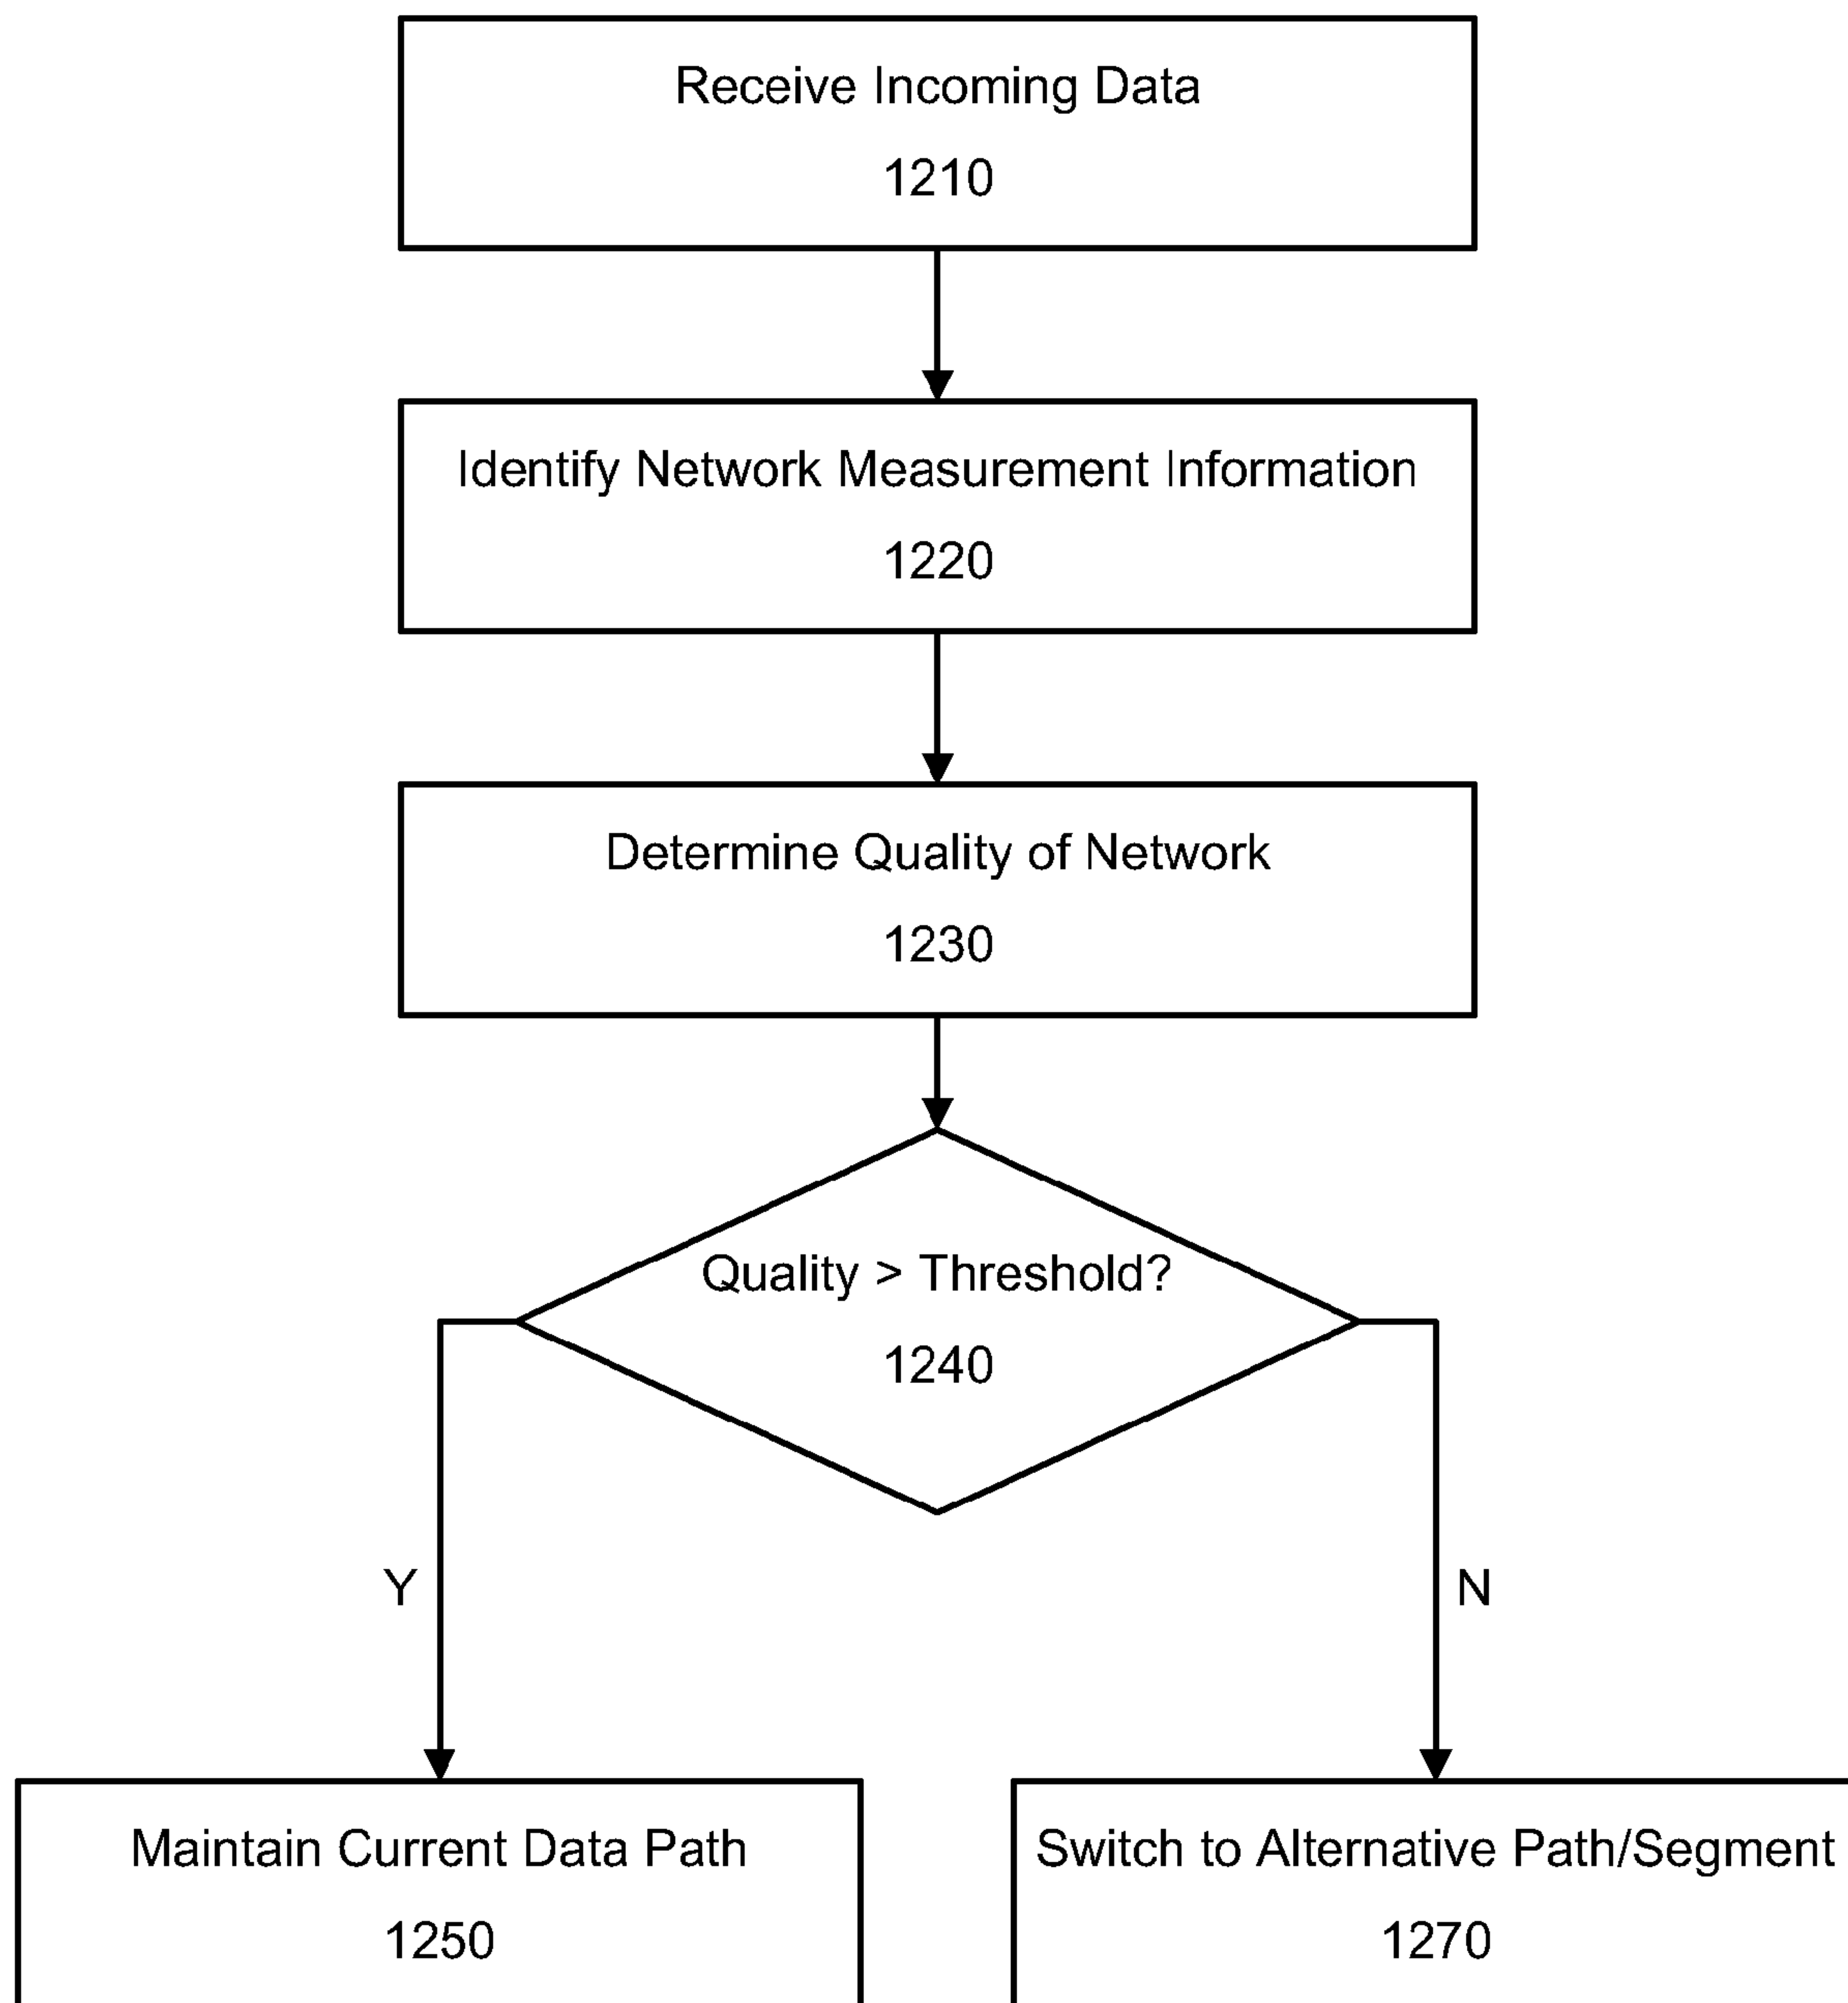 Receive Incoming Data
1210
Identify Network Measurement Information
1220
Determine Quality of Network
1230
Quality > Threshold?
1240
Y
N
Maintain Current Data Path
1250
Switch to Alternative Path/Segment
1270